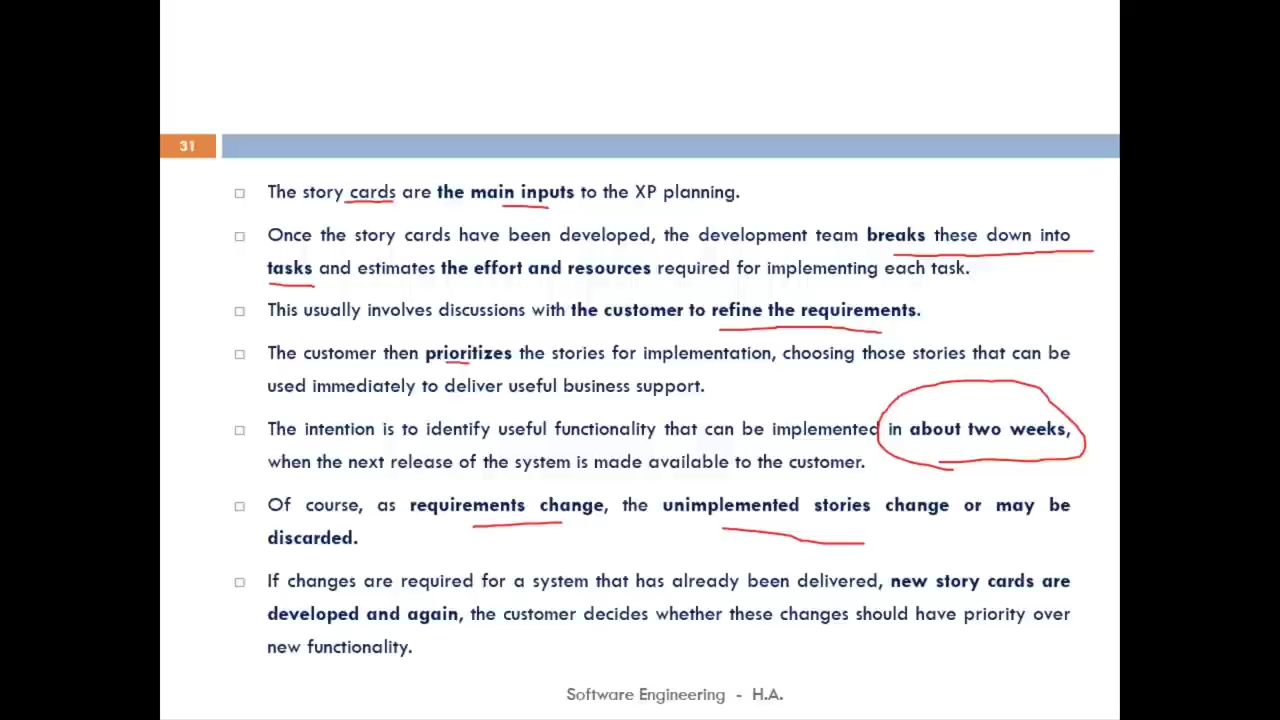 31
The story cards are the main inputs to the XP planning.
Once the story cards have been developed, the development team breaks these down into
tasks and estimates the effort and resources required for implementing each task.
This usually involves discussions with the customer to refine the requirements.
The customer then prioritizes the stories for implementation, choosing those stories that can be
used immediately to deliver useful business support.
The intention is to identify useful functionality that can be implemented in about two weeks,
when the next release of the system is made available to the customer.
Of course, as requirements change, the unimplemented stories change or may be
discarded.
If changes are required for a system that has already been delivered, new story cards are
developed and again, the customer decides whether these changes should have priority over
new functionality.
Software Engineering - H.A.